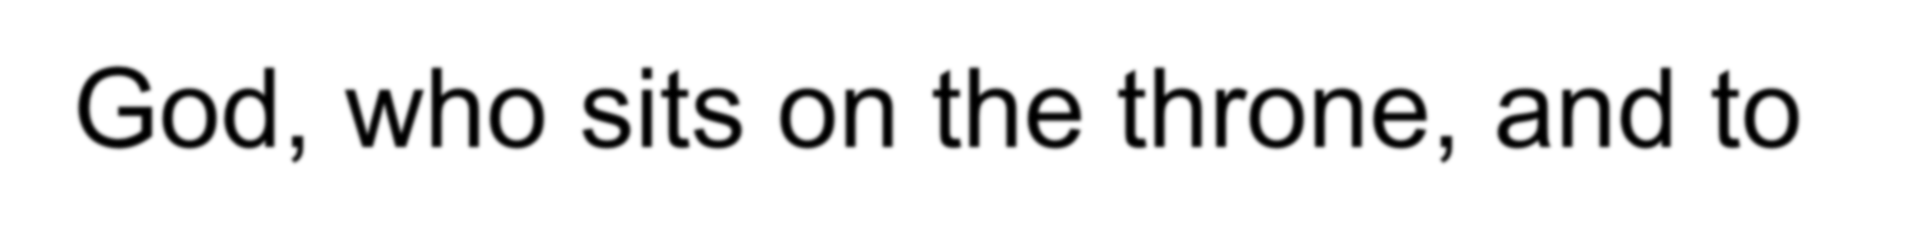 God, who sits on the throne, and to